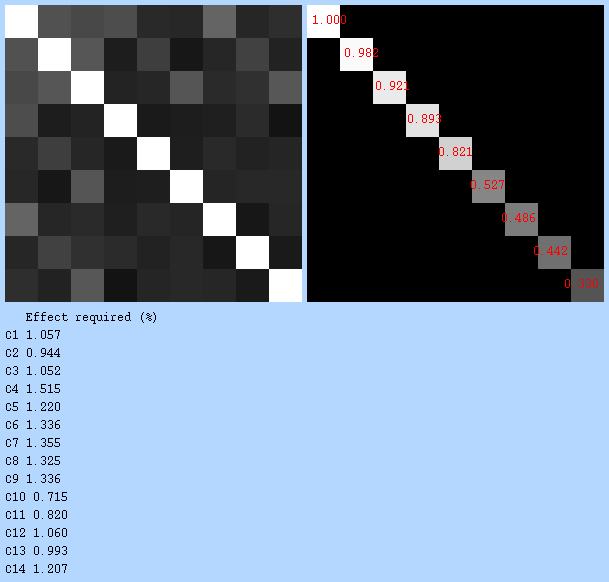 1.000
0.982
0.921
0.893
0.821
0.527
0.486
0.442
Effect required (%)
C1 1.057
C2 0.944
C3 1.052
C4 1.515
C5 1.220
C6 1.336
C7 1.355
C8 1.325
C9 1.336
C10 0.715
C11 0.820
C12 1.060
C13 0.993
C14 1.207